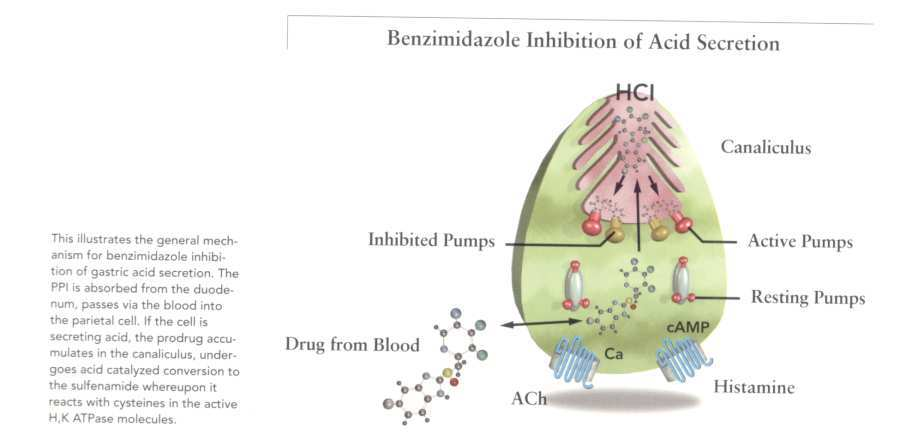 Benzimidazole Inhibition of Acid Secretion
HCl
Canaliculus
Inhibited Pumps
Active Pumps
Resting Pumps
Drug from Blood
cAMP
Ca
ACh
Histamine
This illustrates the general mech-
anism for benzimidazole inhibi-
tion of gastric acid secretion. The
PPI is absorbed from the duode-
num, passes via the blood into
the parietal cell. If the cell is
secreting acid, the prodrug accu-
mulates in the canaliculus, under-
goes acid catalyzed conversion to
the sulfenamide whereupon it
reacts with cysteines in the active
H,K ATPase molecules.